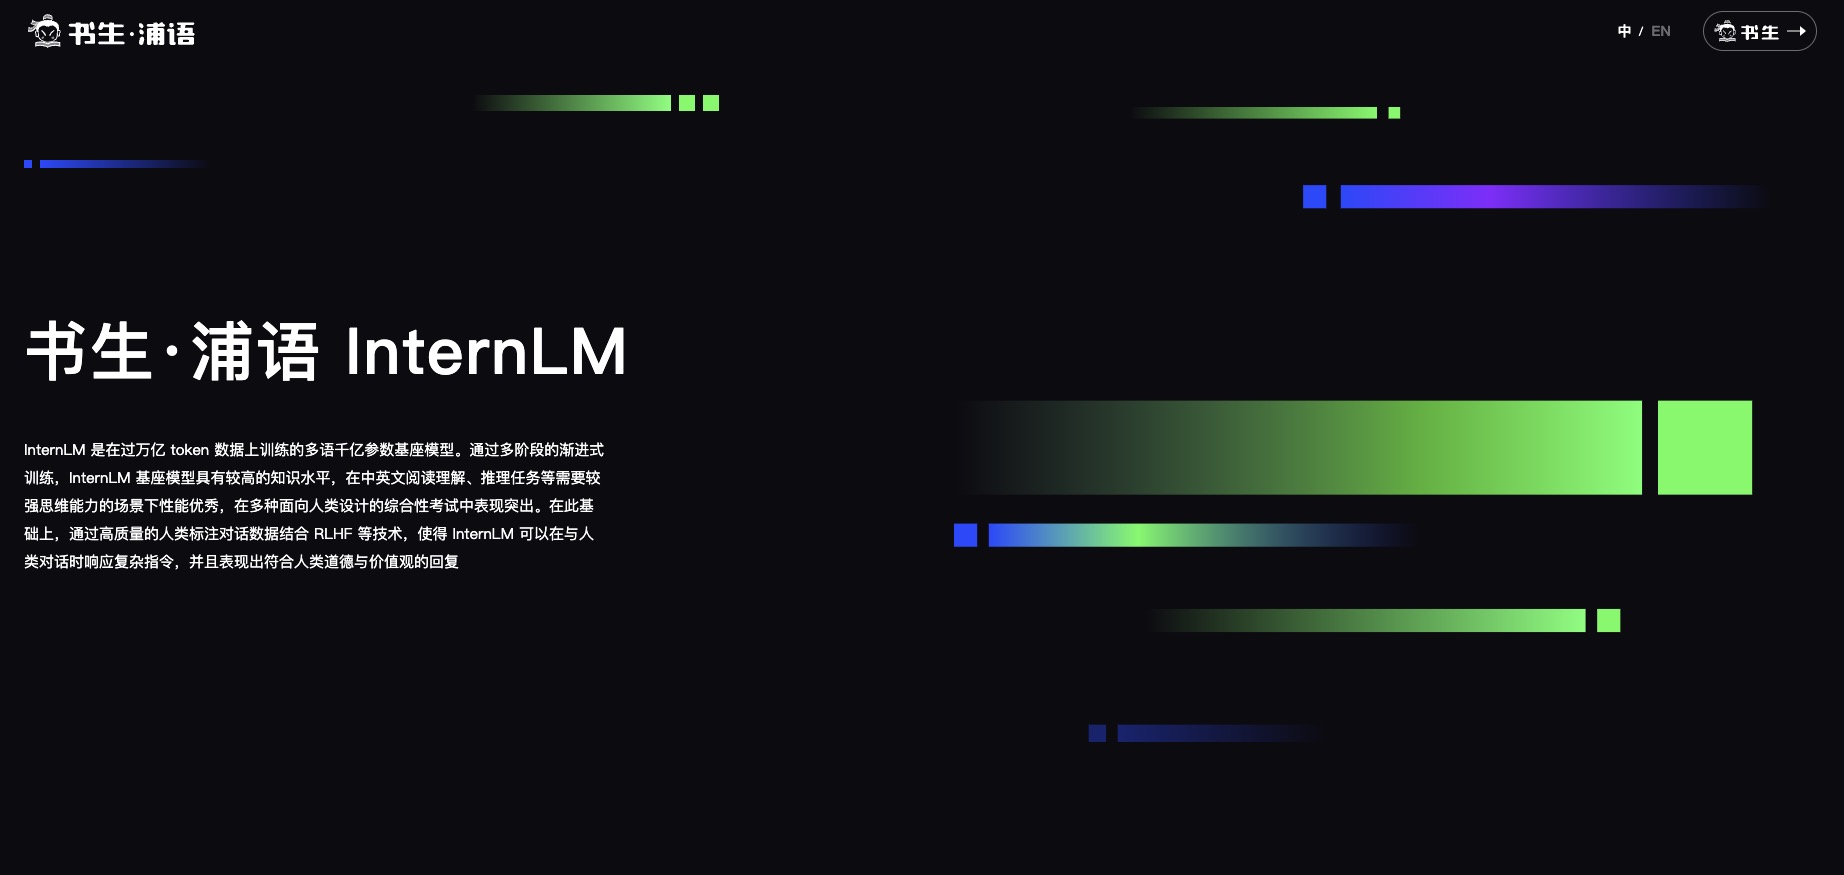 书生·浦语
中 / EN
书生
书生·浦语 InternLM
InternLM 是在过万亿 token 数据上训练的多语千亿参数基座模型。通过多阶段的渐进式
训练，InternLM 基座模型具有较高的知识水平，在中英文阅读理解、推理任务等需要较
强思维能力的场景下性能优秀，在多种面向人类设计的综合性考试中表现突出。在此基
础上，通过高质量的人类标注对话数据结合 RLHF 等技术，使得 InternLM 可以在与人
类对话时响应复杂指令，并且表现出符合人类道德与价值观的回复